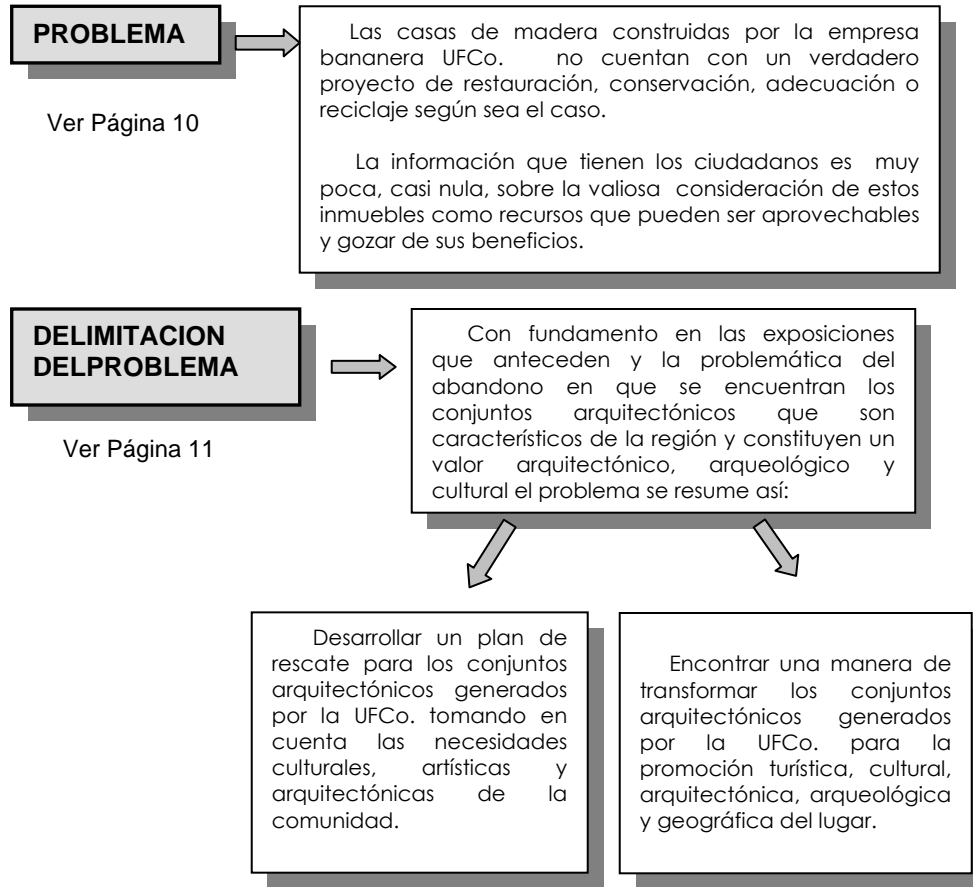 PROBLEMA
Ver Página 10
Las casas de madera construidas por la empresa
bananera UFCo. no cuentan con un verdadero
proyecto de restauración, conservación, adecuación o
reciclaje según sea el caso.
La información que tienen los ciudadanos es muy
poca, casi nula, sobre la valiosa consideración de estos
inmuebles como recursos que pueden ser aprovechables
y gozar de sus beneficios.
DELIMITACION
DELPROBLEMA
Ver Página 11
Con fundamento en las exposiciones
que anteceden y la problemática del
abandono en que se encuentran los
conjuntos arquitectónicos que son
característicos de la región y constituyen un
valor arquitectónico, arqueológico y
cultural el problema se resume así:
Desarrollar un plan de
rescate para los conjuntos
arquitectónicos generados
por la UFCo. tomando en
cuenta las necesidades
culturales, artísticas y
arquitectónicas de la
comunidad.
Encontrar una manera de
transformar los conjuntos
arquitectónicos generados
por la UFCo. para la
promoción turística, cultural,
arquitectónica, arqueológica
y geográfica del lugar.